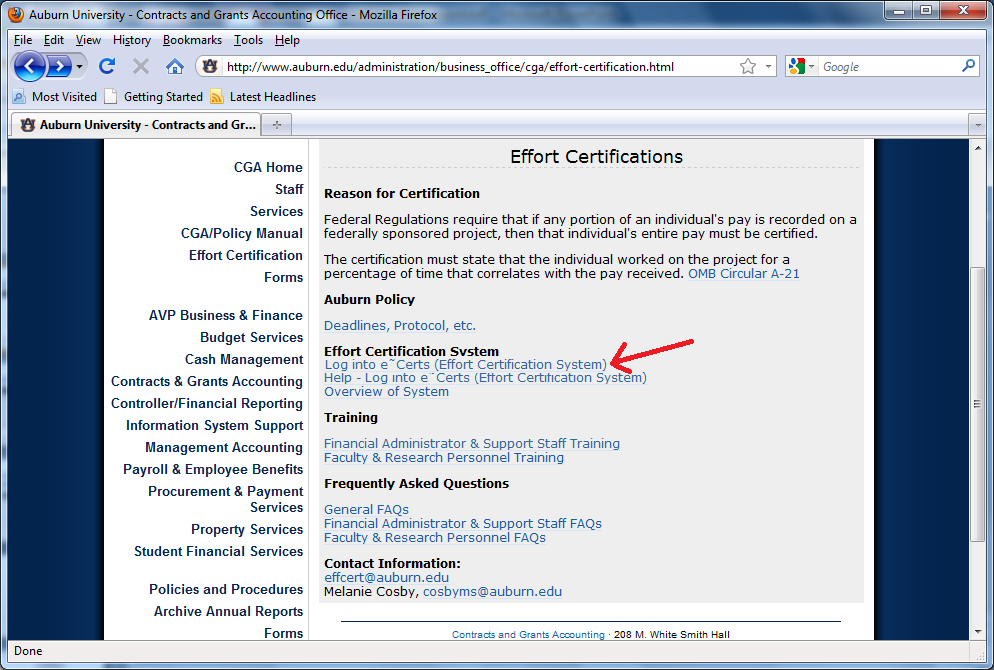 Auburn University - Contracts and Grants Accounting Office - Mozilla Firefox
File Edit View History Bookmarks Tools Help
http://www.auburn.edu/administration/business_office/cga/effort-certification.html
Google
Most Visited Getting Started Latest Headlines
Auburn University - Contracts and Gr...
CGA Home
Staff
Services
CGA/Policy Manual
Effort Certification
Forms
AVP Business & Finance
Budget Services
Cash Management
Contracts & Grants Accounting
Controller/Financial Reporting
Information System Support
Management Accounting
Payroll & Employee Benefits
Procurement & Payment
Services
Property Services
Student Financial Services
Policies and Procedures
Archive Annual Reports
Forms
Effort Certifications
Reason for Certification
Federal Regulations require that if any portion of an individual's pay is recorded on a
federally sponsored project, then that individual's entire pay must be certified.
The certification must state that the individual worked on the project for a
percentage of time that correlates with the pay received. OMB Circular A-21
Auburn Policy
Deadlines, Protocol, etc.
Effort Certification System
Log into e~Certs (Effort Certification System)
Help - Log into e~Certs (Effort Certification System)
Overview of System
Training
Financial Administrator & Support Staff Training
Faculty & Research Personnel Training
Frequently Asked Questions
General FAQs
Financial Administrator & Support Staff FAQs
Faculty & Research Personnel FAQs
Contact Information:
effcert@auburn.edu
Melanie Cosby, cosbyms@auburn.edu
Contracts and Grants Accounting · 208 M. White Smith Hall
Done